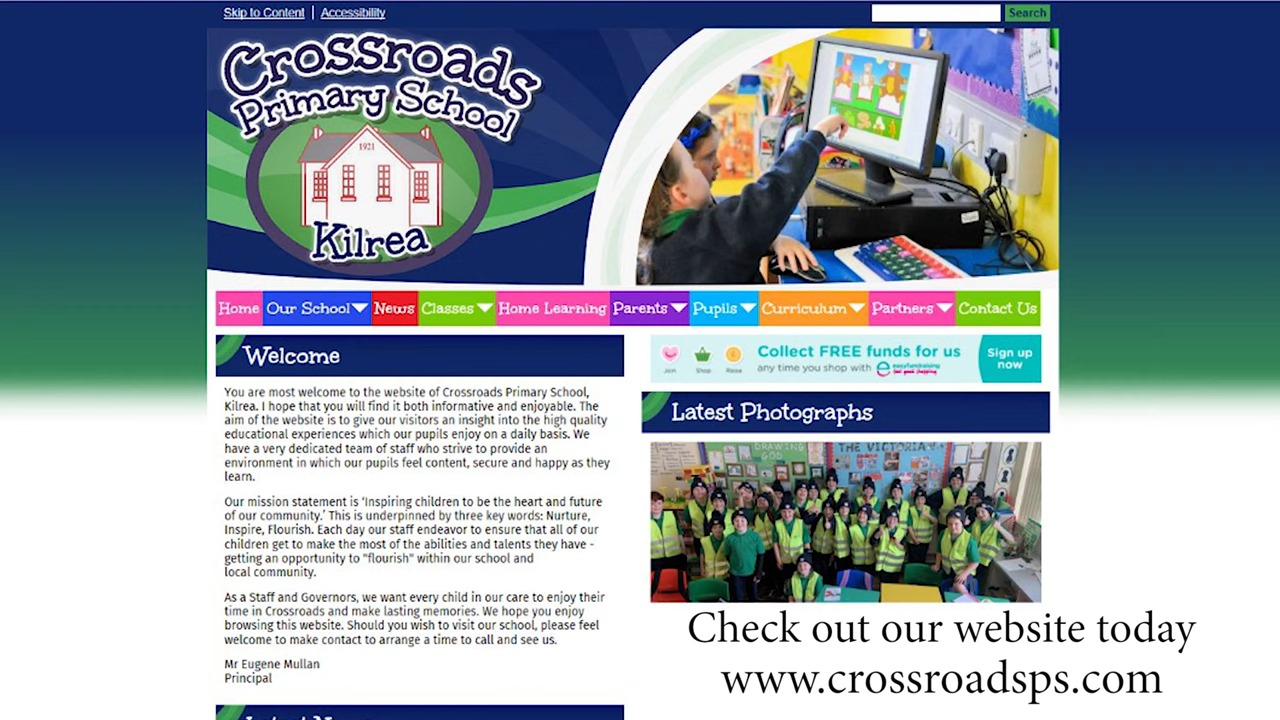 Skip to Content | Accessibility
Search
Crossroads
Primary School
1921
Kilrea
Home Our School News Classes Home Learning Parents Pupils Curriculum Partners Contact Us
Welcome
You are most welcome to the website of Crossroads Primary School,
Kilrea. I hope that you will find it both informative and enjoyable. The
aim of the website is to give our visitors an insight into the high quality
educational experiences which our pupils enjoy on a daily basis. We
have a very dedicated team of staff who strive to provide an
environment in which our pupils feel content, secure and happy as they
learn.
Our mission statement is ‘Inspiring children to be the heart and future
of our community.’ This is underpinned by three key words: Nurture,
Inspire, Flourish. Each day our staff endeavor to ensure that all of our
children get to make the most of the abilities and talents they have -
getting an opportunity to "flourish" within our school and
local community.
As a Staff and Governors, we want every child in our care to enjoy their
time in Crossroads and make lasting memories. We hope you enjoy
browsing this website. Should you wish to visit our school, please feel
welcome to make contact to arrange a time to call and see us.
Mr Eugene Mullan
Principal
Join Shop Raise
Collect FREE funds for us
any time you shop with easyfundraising
feel good shopping
Sign up
now
Latest Photographs
DRAWING
GOD
THE VICTORIA
Check out our website today
www.crossroadsps.com